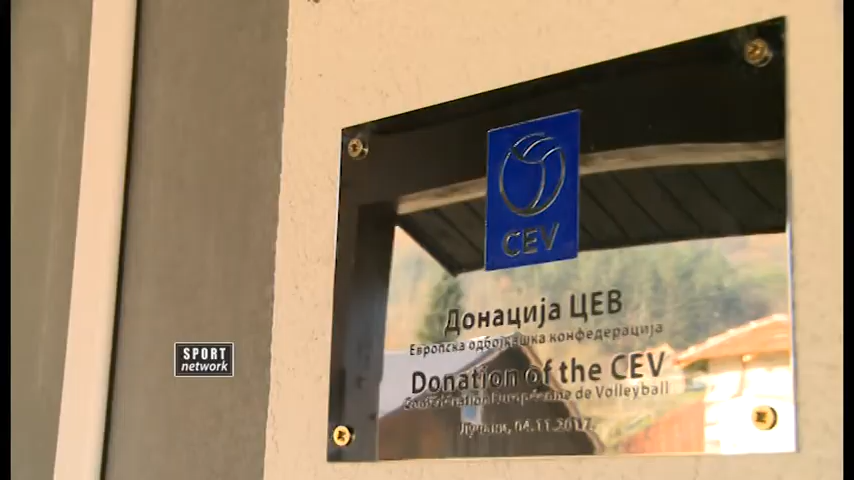 CEV
Донација ЦЕВ
Европска одбојкашка конфедерација
Donation of the CEV
Confédération Européenne de Volleyball
Лучани, 04.11.2017.
SPORT
network